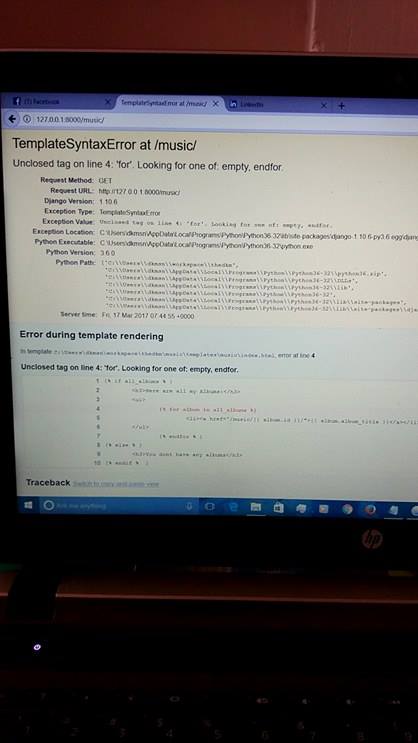 (1) Facebook
TemplateSyntaxError at /music/
LinkedIn
127.0.0.1:8000/music/
TemplateSyntaxError at /music/
Unclosed tag on line 4: 'for'. Looking for one of: empty, endfor.
Request Method: GET
Request URL: http://127.0.0.1:8000/music/
Django Version: 1.10.6
Exception Type: TemplateSyntaxError
Exception Value: Unclosed tag on line 4: 'for'. Looking for one of: empty, endfor.
Exception Location: C:\Users\dkmsn\AppData\Local\Programs\Python\Python36-32\lib\site-packages\django-1.10.6-py3.6.egg\djang
Python Executable: C:\Users\dkmsn\AppData\Local\Programs\Python\Python36-32\python.exe
Python Version: 3.6.0
Python Path: ['C:\\Users\\dkmsn\\workspace\\thedkm',
'C:\\Users\\dkmsn\\AppData\\Local\\Programs\\Python\\Python36-32\\python36.zip',
'C:\\Users\\dkmsn\\AppData\\Local\\Programs\\Python\\Python36-32\\DLLs',
'C:\\Users\\dkmsn\\AppData\\Local\\Programs\\Python\\Python36-32\\lib',
'C:\\Users\\dkmsn\\AppData\\Local\\Programs\\Python\\Python36-32',
'C:\\Users\\dkmsn\\AppData\\Local\\Programs\\Python\\Python36-32\\lib\\site-packages',
'C:\\Users\\dkmsn\\AppData\\Local\\Programs\\Python\\Python36-32\\lib\\site-packages\\djan
Server time: Fri, 17 Mar 2017 07:44:55 +0000
Error during template rendering
In template C:\Users\dkmsn\workspace\thedkm\music\templates\music\index.html, error at line 4
Unclosed tag on line 4: 'for'. Looking for one of: empty, endfor.
1 {% if all_albums % }
2 <h3>Here are all my Albums:</h3>
3 <ul>
4 {% for album in all_albums %}
5 <li><a href="/music/{{ album.id }}/">{{ album.album_title }}</a></li
6 </ul>
7 {% endfor % }
8 {% else % }
9 <h3>You dont have any albums</h3>
10 {% endif % }
Traceback Switch to copy-and-paste view
Ask me anything
hp